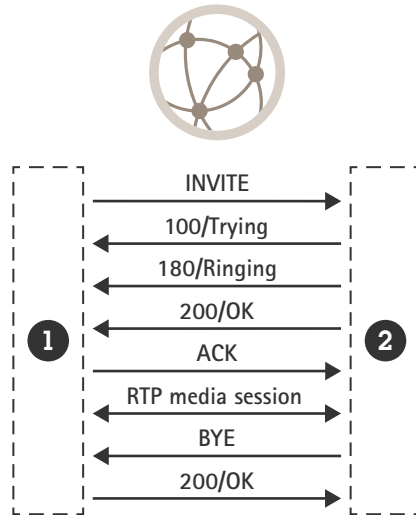 INVITE
100/Trying
180/Ringing
200/OK
1
2
ACK
RTP media session
BYE
200/OK